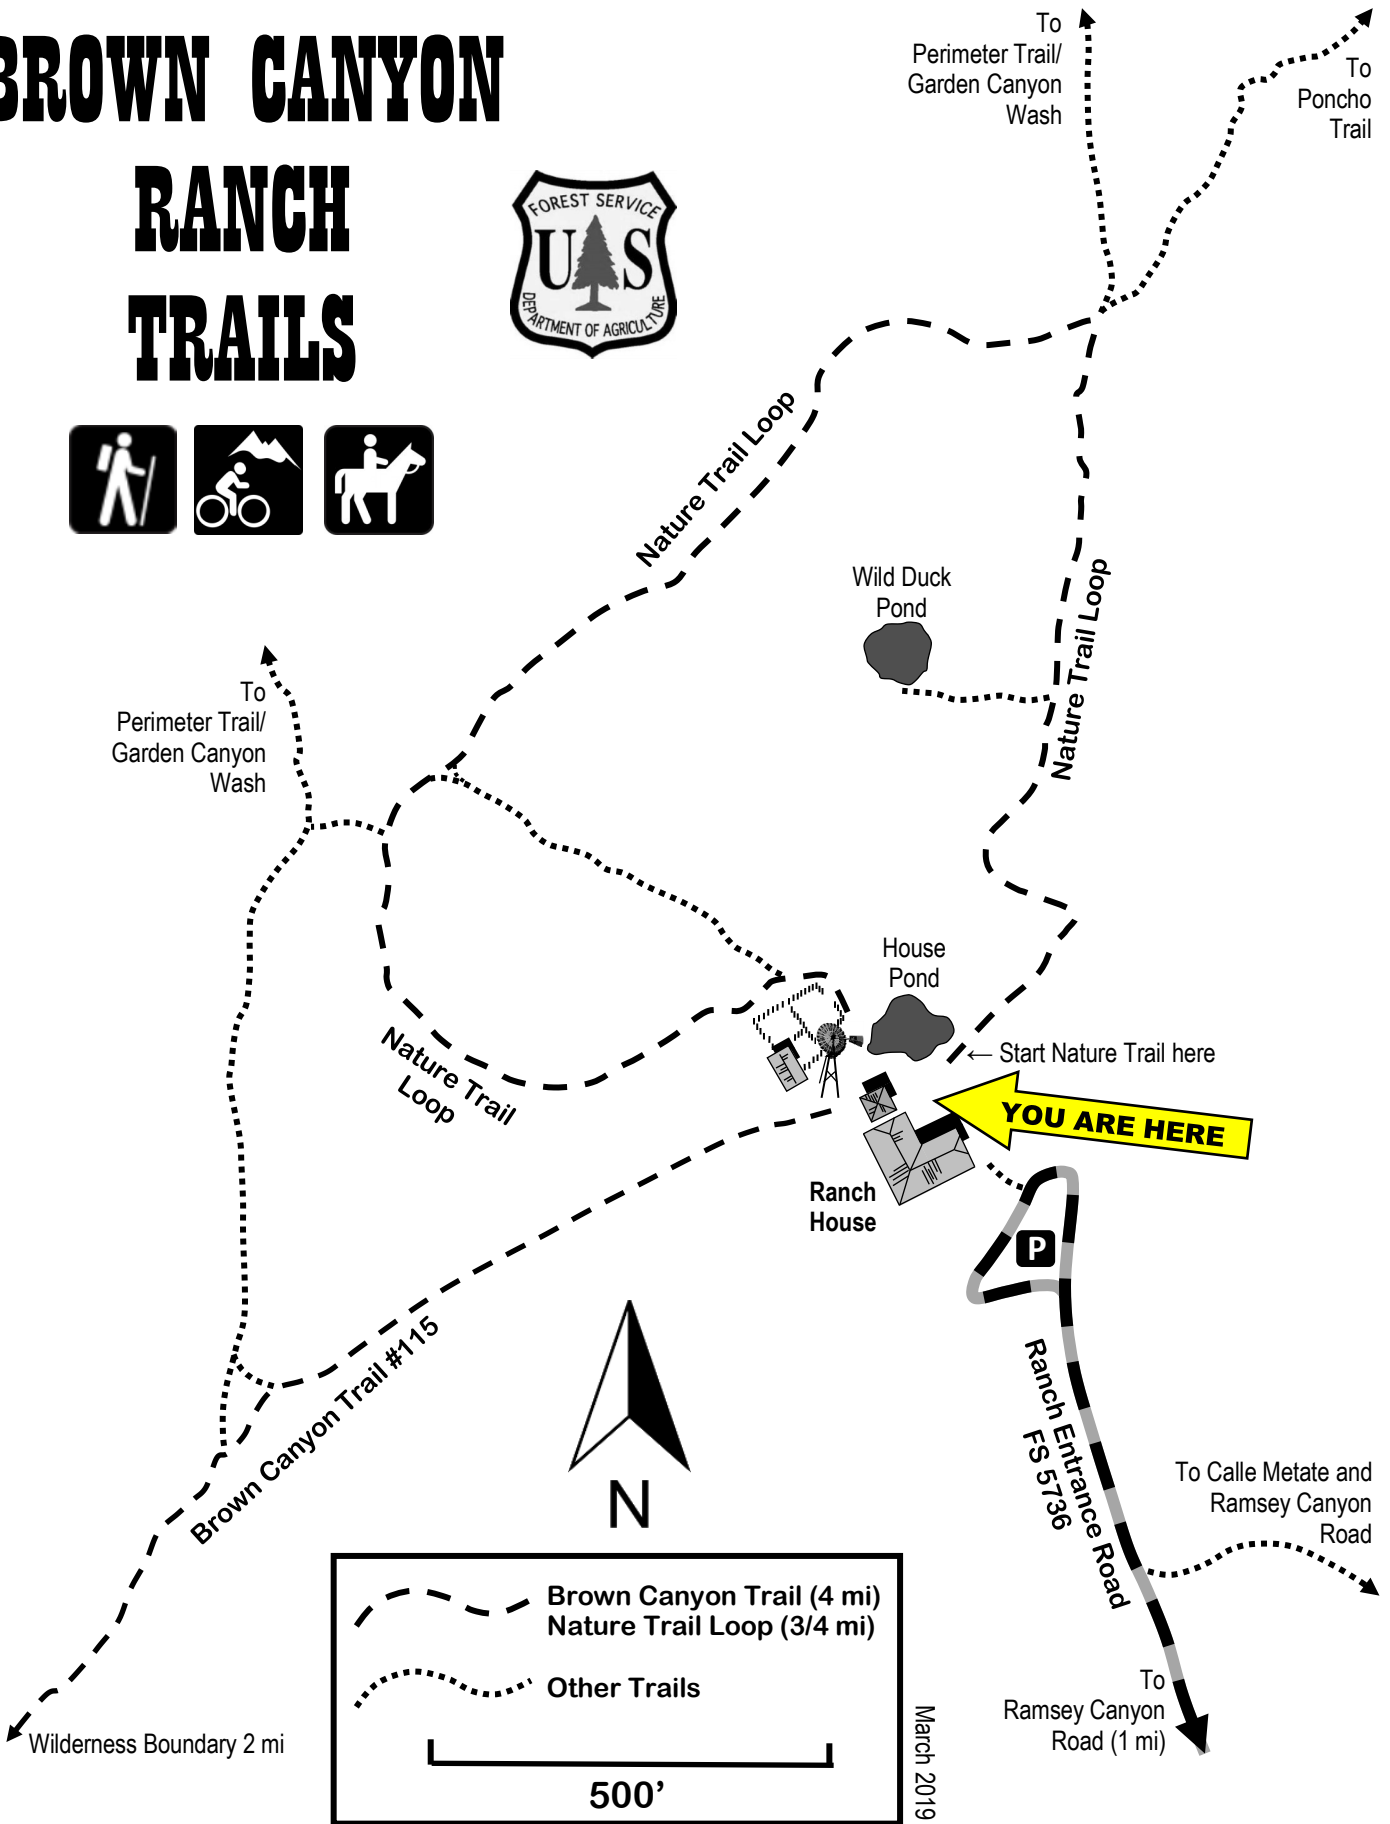 BROWN CANYON
RANCH
TRAILS
FOREST SERVICE
U S
DEPARTMENT OF AGRICULTURE
To
Perimeter Trail/
Garden Canyon
Wash
To
Poncho
Trail
Nature Trail Loop
Wild Duck
Pond
Nature Trail Loop
To
Perimeter Trail/
Garden Canyon
Wash
House
Pond
← Start Nature Trail here
Nature Trail
Loop
YOU ARE HERE
Ranch
House
P
Brown Canyon Trail #115
Ranch Entrance Road
FS 5736
N
To Calle Metate and
Ramsey Canyon
Road
Brown Canyon Trail (4 mi)
Nature Trail Loop (3/4 mi)
Other Trails
500’
March 2019
To
Ramsey Canyon
Road (1 mi)
Wilderness Boundary 2 mi